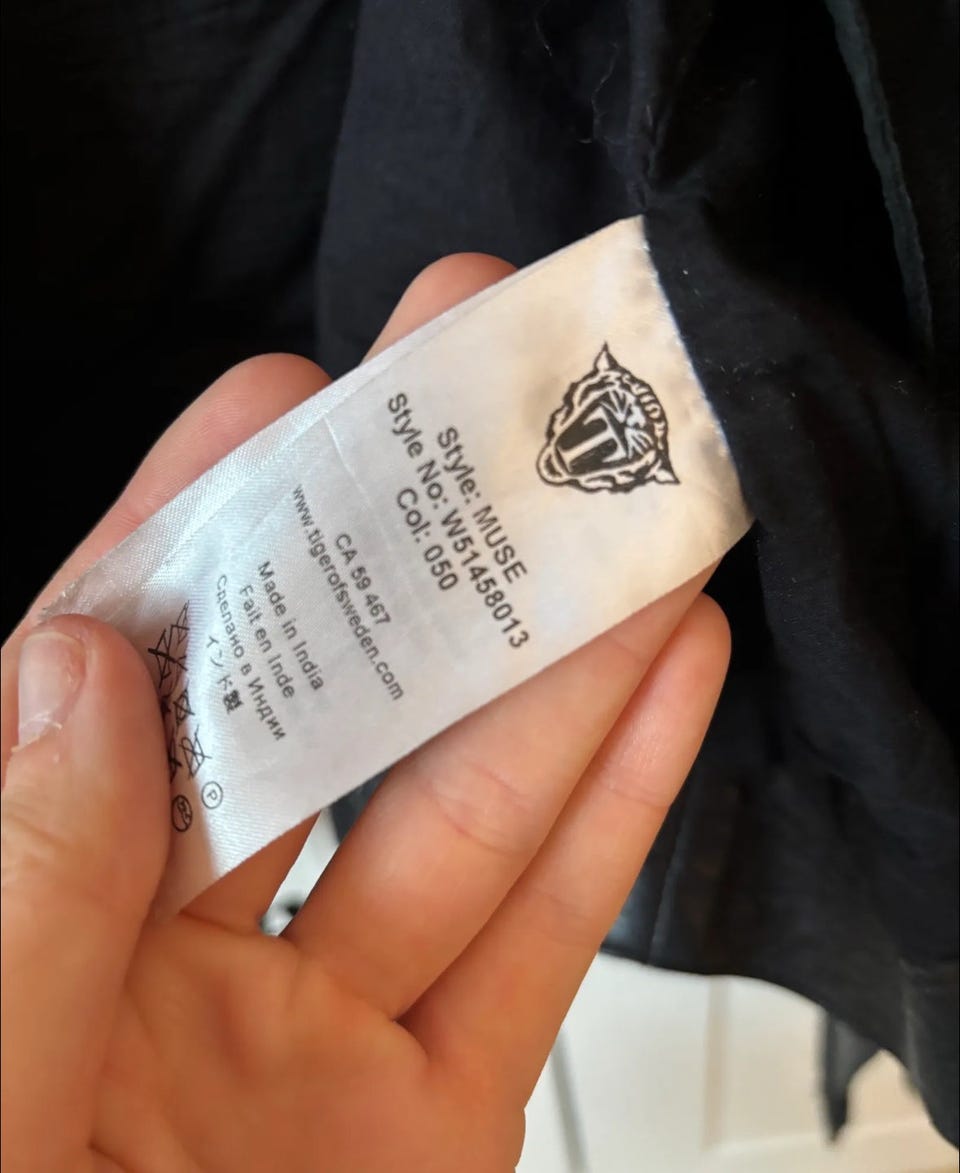 Style: MUSE
Style No: W51458013
Col: 050
CA 59 467
www.tigerofsweden.com
Made in India
Fait en Inde
Сделано в Индии
インド製
P